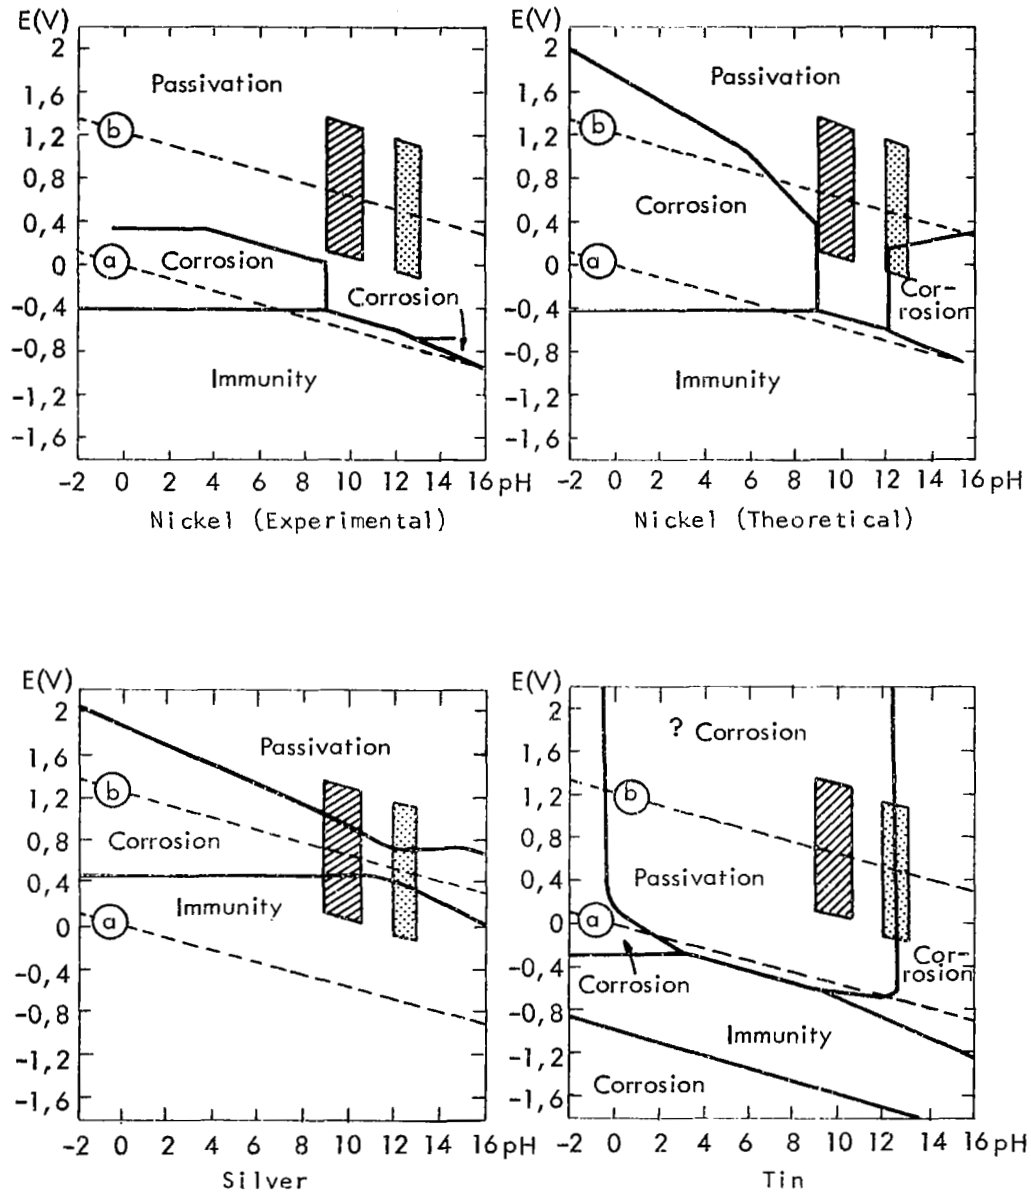 E(V)
2
1,6
1,2
0,8
0,4
0
-0,4
-0,8
-1,2
-1,6
Passivation
b
a
Corrosion
Corrosion
Immunity
-2 0 2 4 6 8 10 12 14 16 pH
Nickel (Experimental)
E(V)
2
1,6
1,2
0,8
0,4
0
-0,4
-0,8
-1,2
-1,6
Passivation
b
Corrosion
a
Cor-
rosion
Immunity
-2 0 2 4 6 8 10 12 14 16 pH
Nickel (Theoretical)
E(V)
2
1,6
1,2
0,8
0,4
0
-0,4
-0,8
-1,2
-1,6
Passivation
b
Corrosion
Immunity
a
-2 0 2 4 6 8 10 12 14 16 pH
Silver
E(V)
2
1,6
1,2
0,8
0,4
0
-0,4
-0,8
-1,2
-1,6
? Corrosion
b
Passivation
a
Cor-
rosion
Corrosion
Immunity
Corrosion
-2 0 2 4 6 8 10 12 14 16 pH
Tin